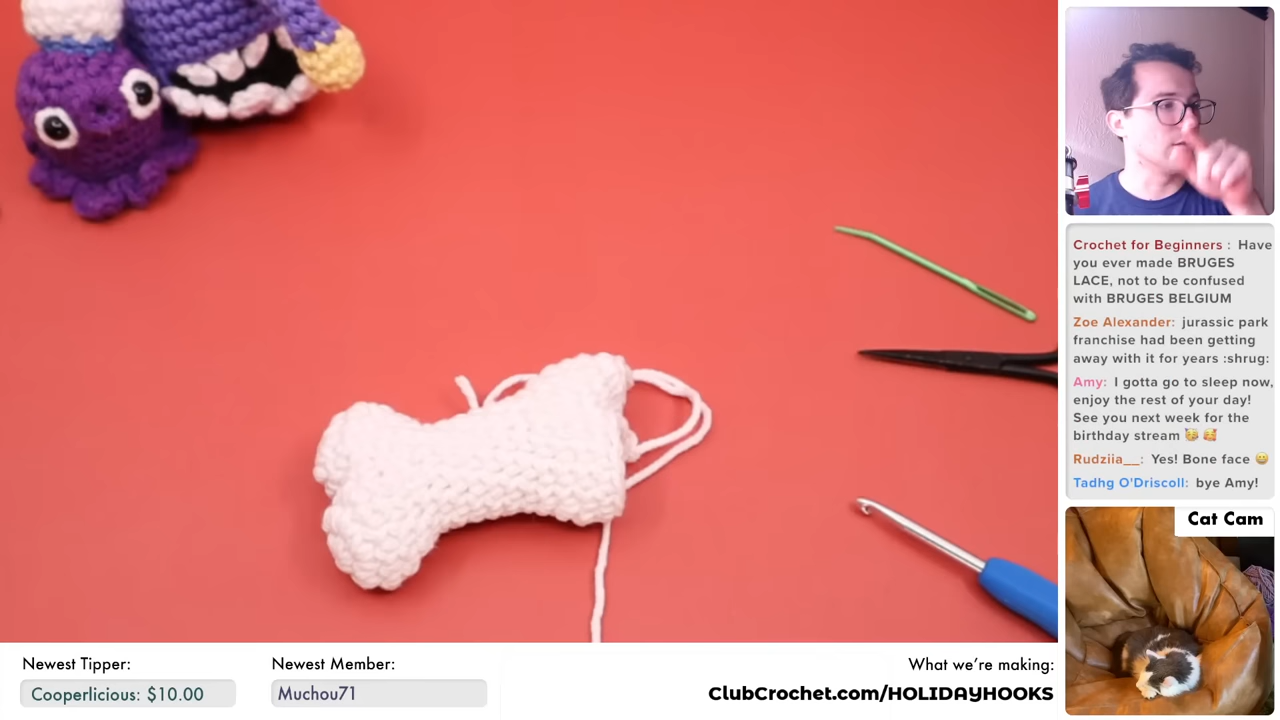 Crochet for Beginners : Have
you ever made BRUGES
LACE, not to be confused
with BRUGES BELGIUM
Zoe Alexander: jurassic park
franchise had been getting
away with it for years :shrug:
Amy: I gotta go to sleep now,
enjoy the rest of your day!
See you next week for the
birthday stream 🥳 🥰
Rudziia__: Yes! Bone face 😀
Tadhg O'Driscoll: bye Amy!
Cat Cam
Newest Tipper:
Cooperlicious: $10.00
Newest Member:
Muchou71
What we're making:
ClubCrochet.com/HOLIDAYHOOKS